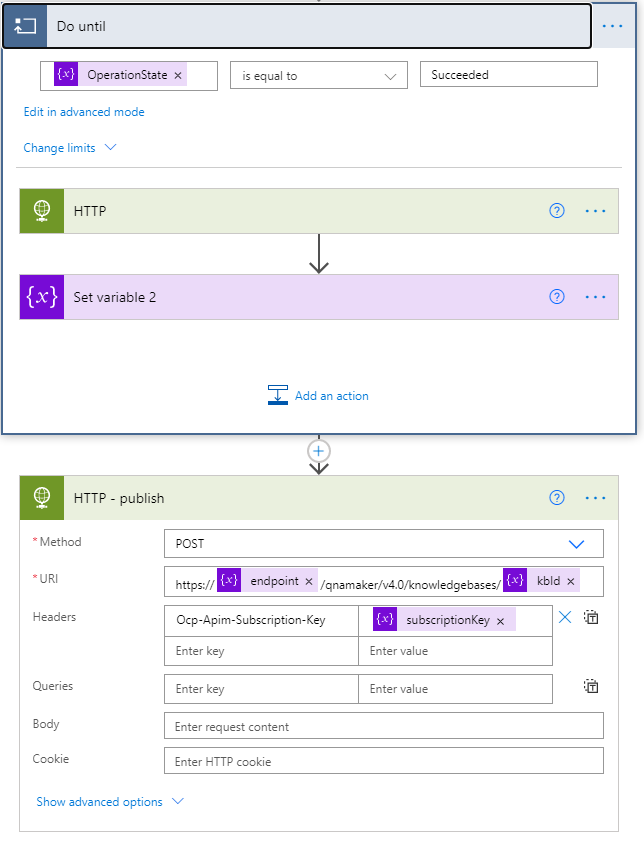 Do until ...
{x} OperationState × is equal to Succeeded
Edit in advanced mode
Change limits
HTTP ? ...
{x} Set variable 2 ? ...
Add an action
HTTP - publish ? ...
* Method POST
* URI https:// {x} endpoint × /qnamaker/v4.0/knowledgebases/ {x} kbId ×
Headers Ocp-Apim-Subscription-Key {x} subscriptionKey ×
Enter key Enter value
Queries Enter key Enter value
Body Enter request content
Cookie Enter HTTP cookie
Show advanced options